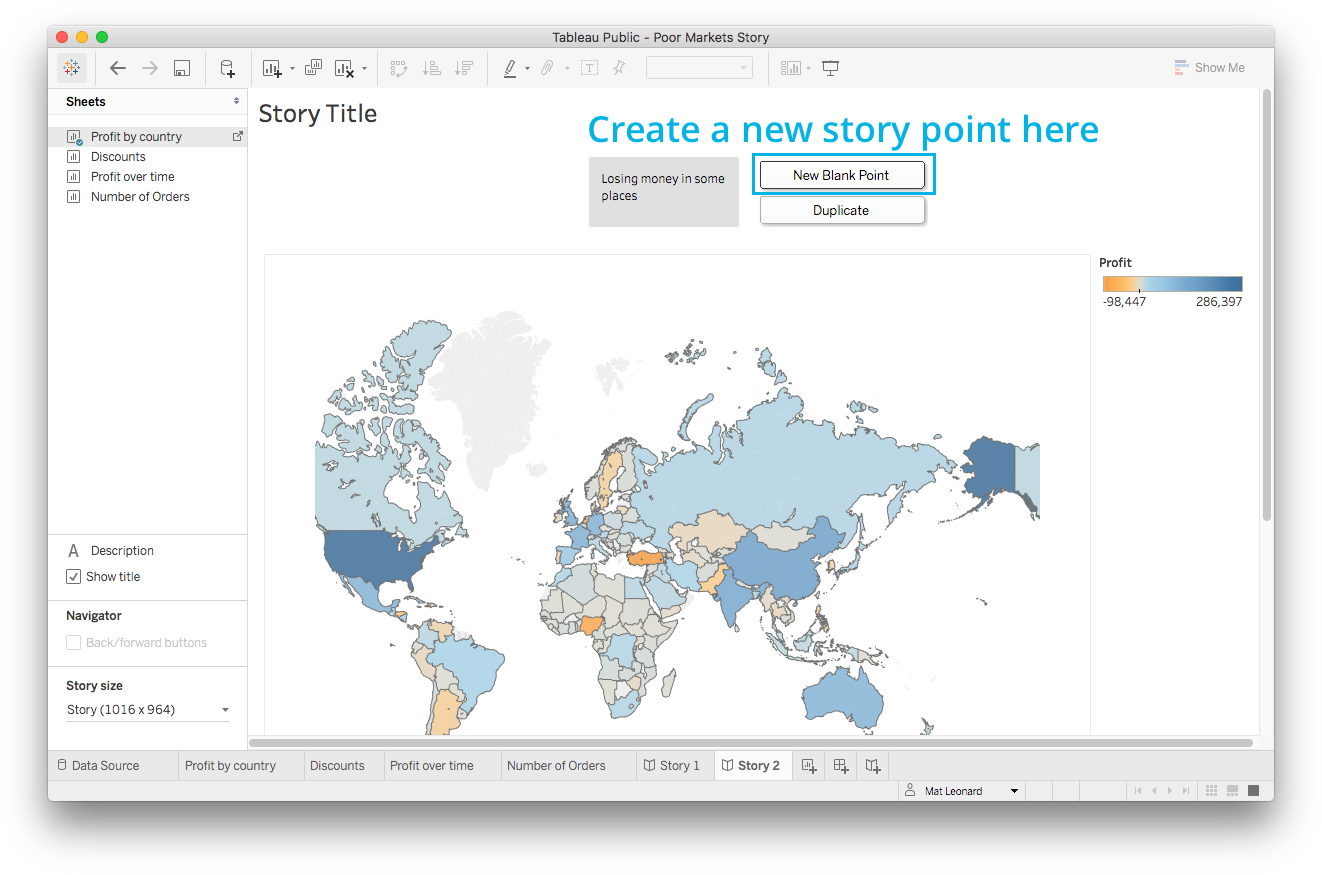 Tableau Public - Poor Markets Story
Show Me
Sheets
Profit by country
Discounts
Profit over time
Number of Orders
Story Title
Create a new story point here
Losing money in some
places
New Blank Point
Duplicate
Profit
-98,447 286,397
A Description
Show title
Navigator
Back/forward buttons
Story size
Story (1016 x 964)
Data Source Profit by country Discounts Profit over time Number of Orders Story 1 Story 2
Mat Leonard